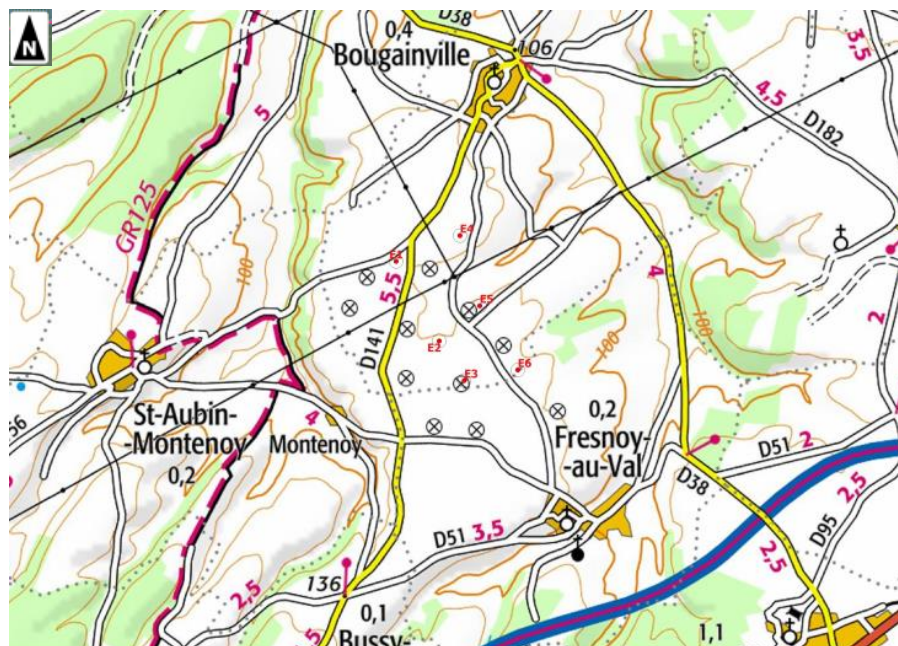 N
D38
0,4
106
Bougainville
3,5
4,5
D182
5
GR125
E4
E1
100
5,5
4
E5
E2
100
100
D141
E6
E3
2
56
St-Aubin-
-Montenoy
0,2
4
Montenoy
0,2
Fresnoy-
-au-Val
D51 2
D38
2,5
D51 3,5
D95
2,5
2,5
136
0,1
Bussy-
5
1,1